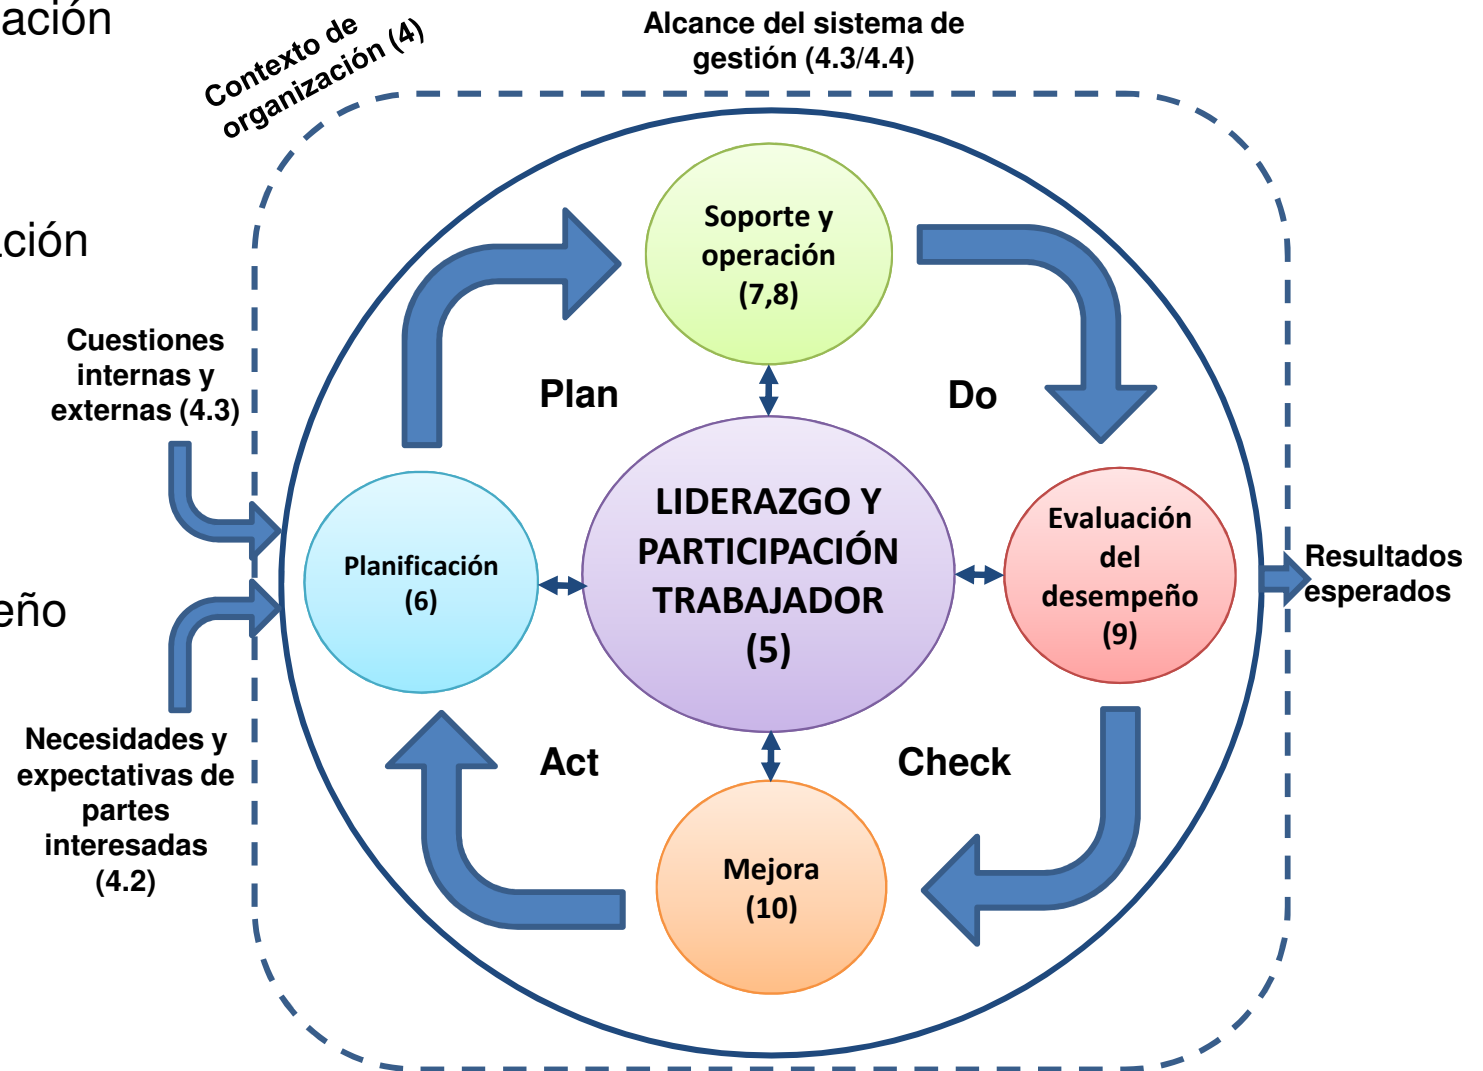 ación
Contexto de
organización (4)
Alcance del sistema de
gestión (4.3/4.4)
ación
Soporte y
operación
(7,8)
Cuestiones
internas y
externas (4.3)
Plan
Do
LIDERAZGO Y
PARTICIPACIÓN
TRABAJADOR
(5)
Planificación
(6)
Evaluación
del
desempeño
(9)
Resultados
esperados
eño
Necesidades y
expectativas de
partes
interesadas
(4.2)
Act
Check
Mejora
(10)